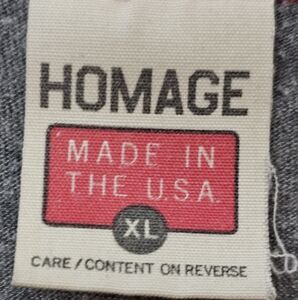 HOMAGE
MADE IN
THE U.S.A.
XL
CARE/CONTENT ON REVERSE